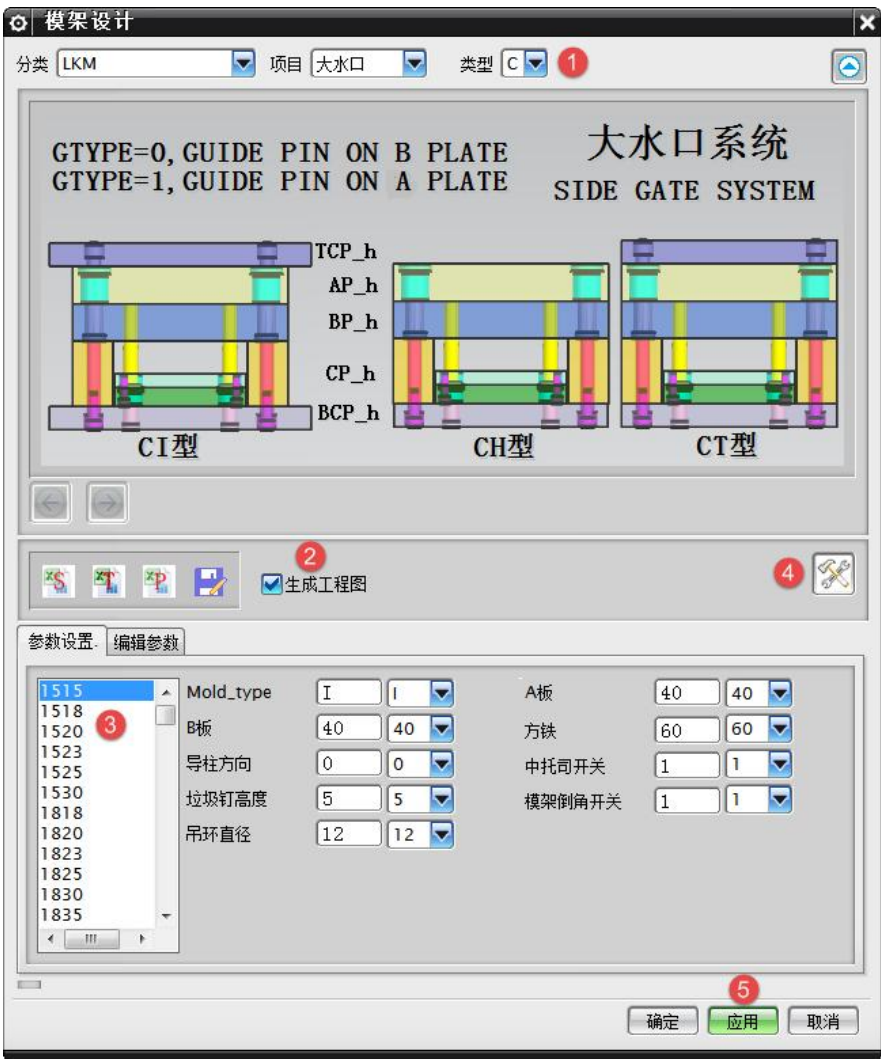 模架设计
分类 LKM 项目 大水口 类型 C 1
GTYPE=0,GUIDE PIN ON B PLATE
GTYPE=1,GUIDE PIN ON A PLATE
大水口系统
SIDE GATE SYSTEM
TCP_h
AP_h
BP_h
CP_h
BCP_h
CI型 CH型 CT型
2
S T P 生成工程图 4
参数设置. 编辑参数
1515
1518
1520
1523
1525
1530
1818
1820
1823
1825
1830
1835
3
Mold_type I I A板 40 40
B板 40 40 方铁 60 60
导柱方向 0 0 中托司开关 1 1
垃圾钉高度 5 5 模架倒角开关 1 1
吊环直径 12 12
5
确定 应用 取消